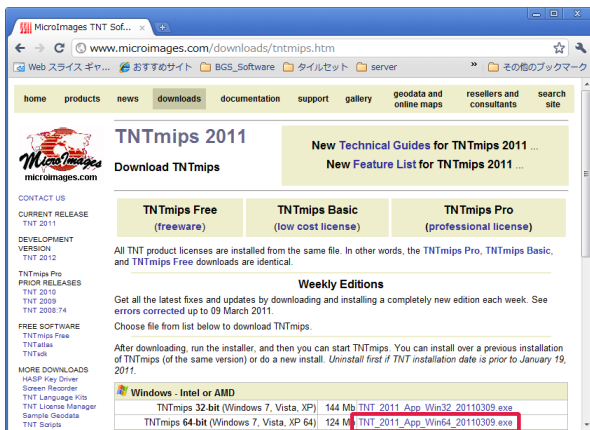 MicroImages TNT Sof...
www.microimages.com/downloads/tntmips.htm
Web スライス ギャ... おすすめサイト BGS_Software タイルセット server » その他のブックマーク
home products news downloads documentation support gallery geodata and online maps resellers and consultants search site
MicroImages
microimages.com
TNTmips 2011
Download TNTmips
New Technical Guides for TNTmips 2011 ...
New Feature List for TNTmips 2011 ...
CONTACT US
CURRENT RELEASE
TNT 2011
DEVELOPMENT
VERSION
TNT 2012
TNTmips Pro
PRIOR RELEASES
TNT 2010
TNT 2009
TNT 2008:74
FREE SOFTWARE
TNTmips Free
TNTatlas
TNTsdk
MORE DOWNLOADS
HASP Key Driver
Screen Recorder
TNT Language Kits
TNT License Manager
Sample Geodata
TNT Scripts
TNTmips Free TNTmips Basic TNTmips Pro
(freeware) (low cost license) (professional license)
All TNT product licenses are installed from the same file. In other words, the TNTmips Pro, TNTmips Basic,
and TNTmips Free downloads are identical.
Weekly Editions
Get all the latest fixes and updates by downloading and installing a completely new edition each week. See
errors corrected up to 09 March 2011.
Choose file from list below to download TNTmips.
After downloading, run the installer, and then you can start TNTmips. You can install over a previous installation
of TNTmips (of the same version) or do a new install. Uninstall first if TNT installation date is prior to January 19,
2011.
Windows - Intel or AMD
TNTmips 32-bit (Windows 7, Vista, XP) 144 Mb TNT_2011_App_Win32_20110309.exe
TNTmips 64-bit (Windows 7, Vista, XP 64) 124 Mb TNT_2011_App_Win64_20110309.exe